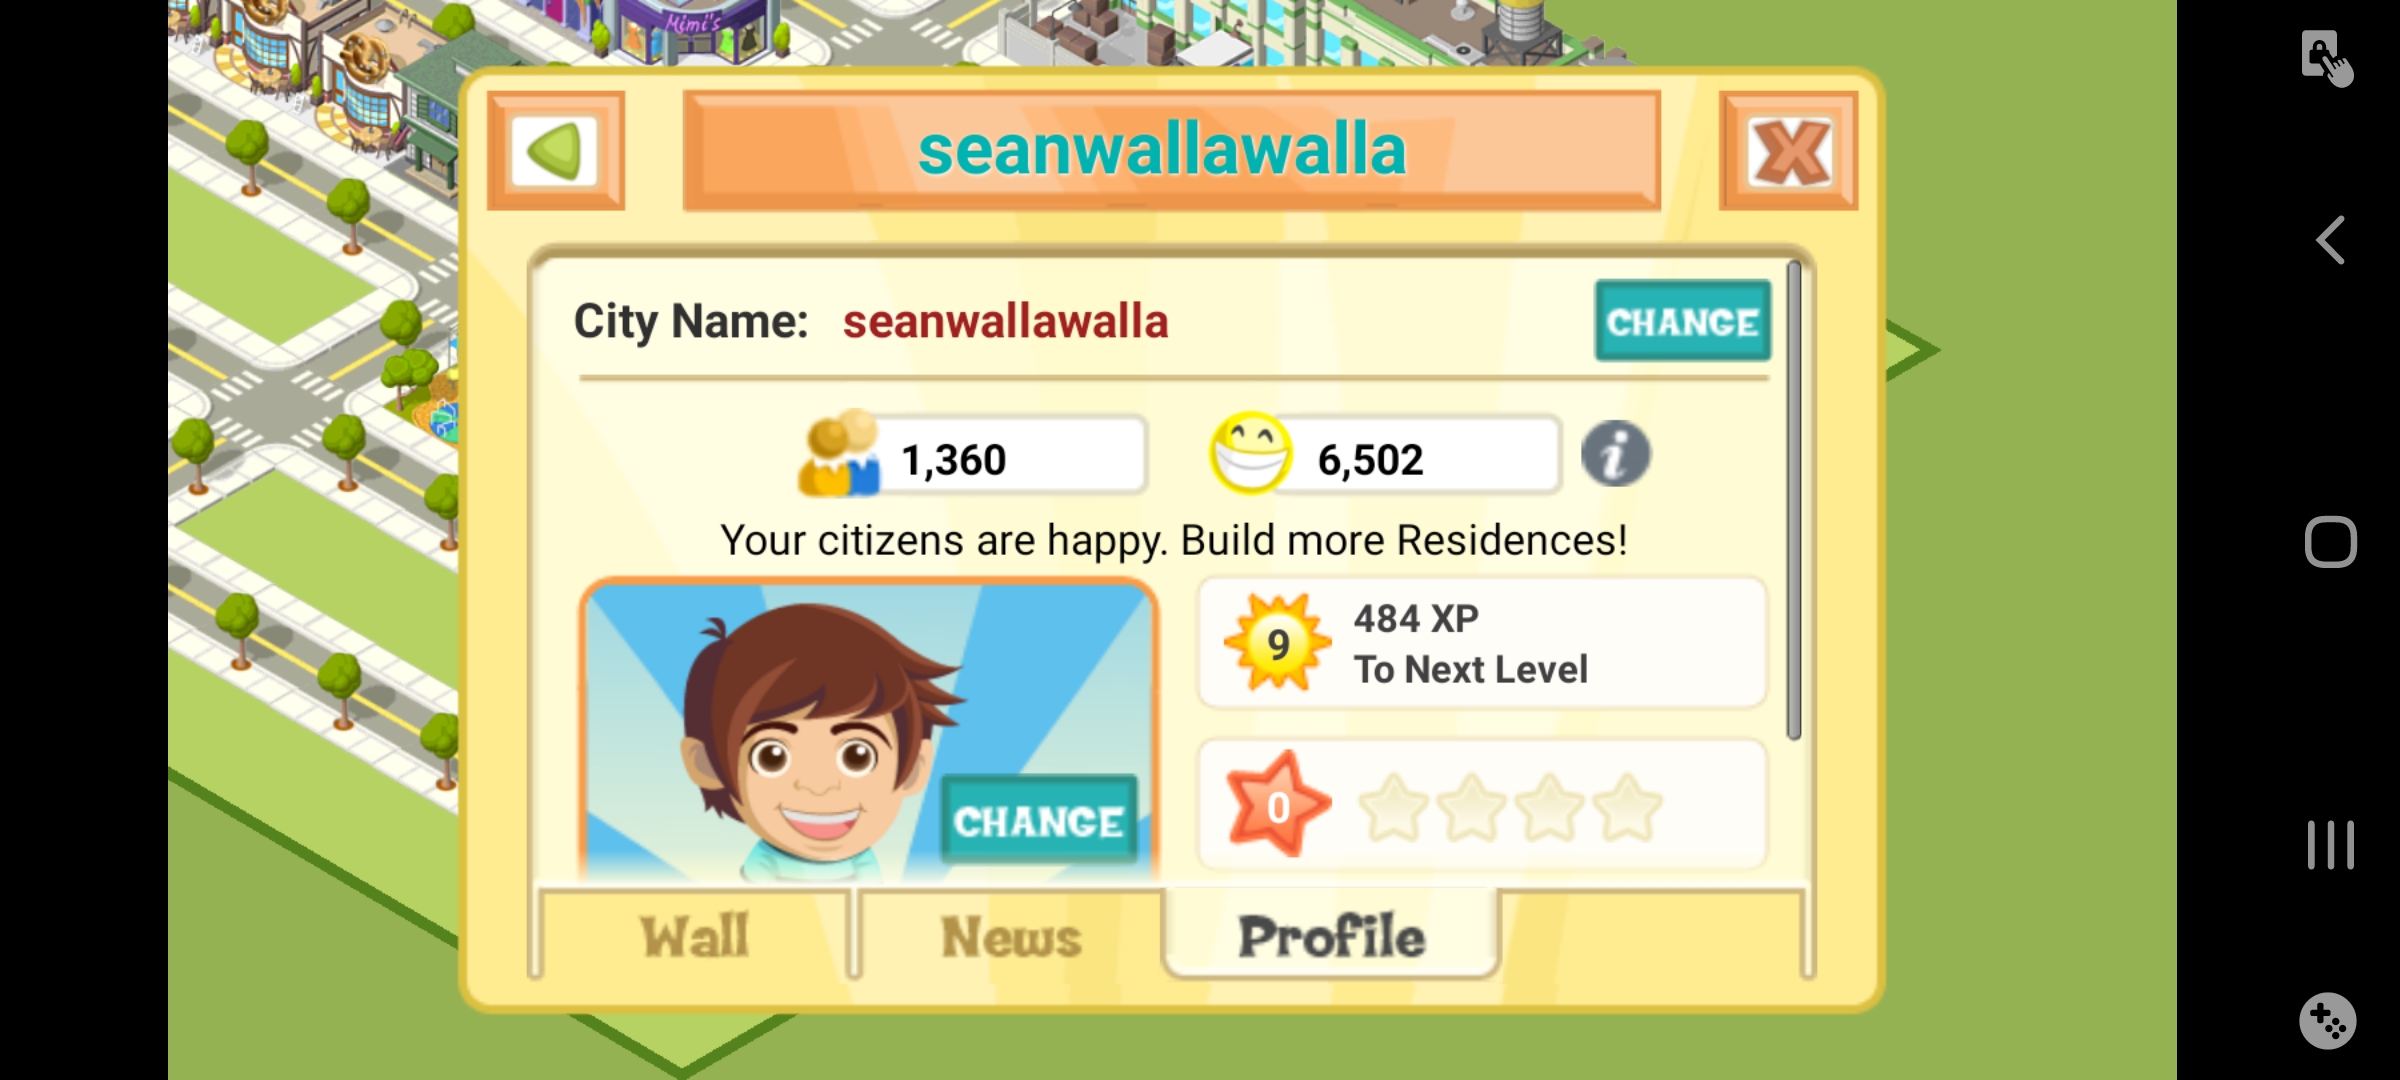 Mimi's
seanwallawalla
X
City Name: seanwallawalla
CHANGE
1,360
6,502
i
Your citizens are happy. Build more Residences!
9
484 XP
To Next Level
CHANGE
0
Wall
News
Profile